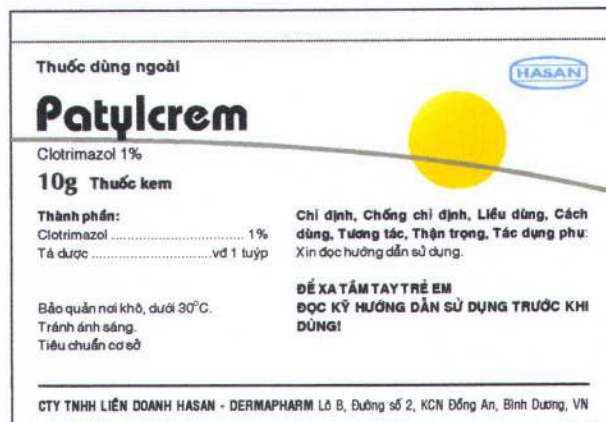 Thuốc dùng ngoài
HASAN
Patylcrem
Clotrimazol 1%
10g Thuốc kem
Thành phần:
Clotrimazol ........................................ 1%
Tá dược ..............................vđ 1 tuýp
Bảo quản nơi khô, dưới 30°C.
Tránh ánh sáng.
Tiêu chuẩn cơ sở
Chỉ định, Chống chỉ định, Liều dùng, Cách
dùng, Tương tác, Thận trọng, Tác dụng phụ:
Xin đọc hướng dẫn sử dụng.
ĐỂ XA TẦM TAY TRẺ EM
ĐỌC KỸ HƯỚNG DẪN SỬ DỤNG TRƯỚC KHI
DÙNG!
CTY TNHH LIÊN DOANH HASAN - DERMAPHARM Lô B, Đường số 2, KCN Đồng An, Bình Dương, VN